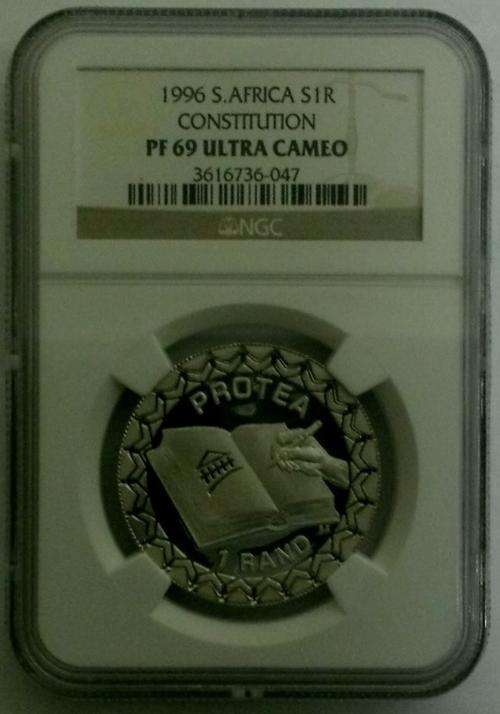 1996 S.AFRICA S1R
CONSTITUTION
PF 69 ULTRA CAMEO
3616736-047
NGC
PROTEA
1 RAND